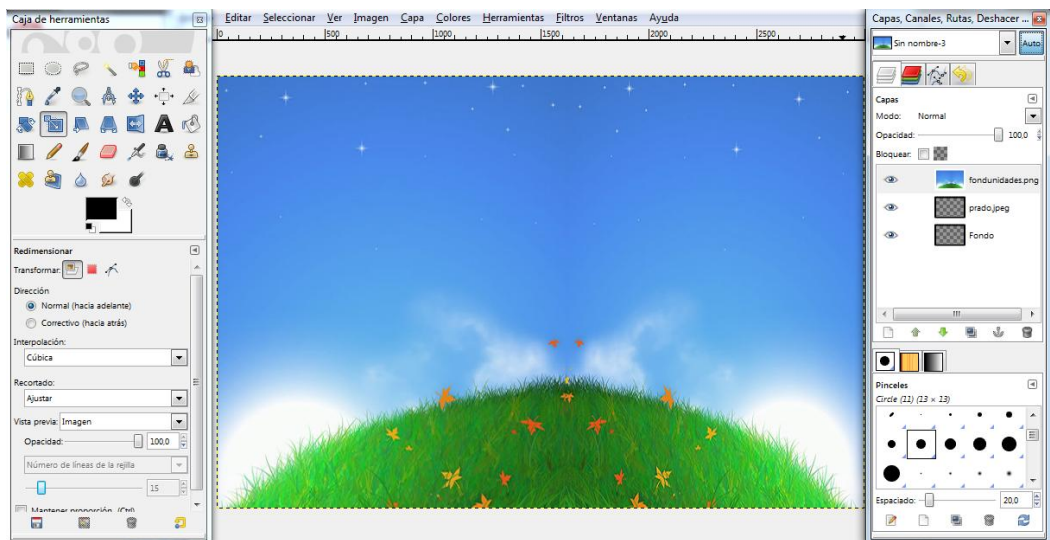 Caja de herramientas
Editar Seleccionar Ver Imagen Capa Colores Herramientas Filtros Ventanas Ayuda
Capas, Canales, Rutas, Deshacer ...
0 500 1000 1500 2000 2500
Sin nombre-3
Auto
Capas
Modo: Normal
Opacidad: 100,0
Bloquear:
fondunidades.png
prado.jpeg
Fondo
Redimensionar
Transformar:
Dirección
Normal (hacia adelante)
Correctivo (hacia atrás)
Interpolación:
Cúbica
Recortado:
Ajustar
Vista previa: Imagen
Opacidad: 100,0
Número de líneas de la rejilla
15
Mantener proporción (Ctrl)
Pinceles
Circle (11) (13 × 13)
Espaciado: 20,0